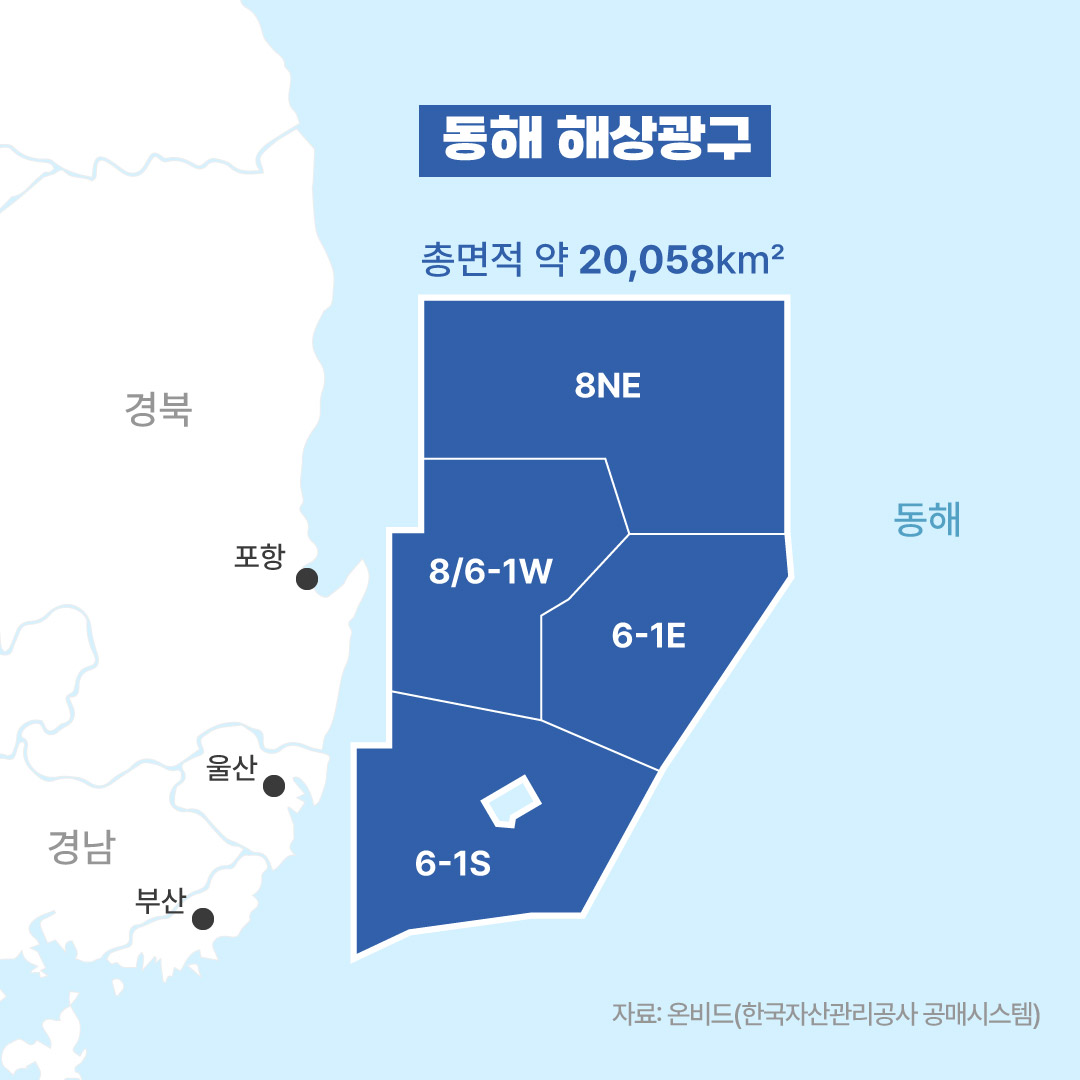 동해 해상광구
총면적 약 20,058km²
8NE
경북
동해
포항
8/6-1W
6-1E
울산
경남
6-1S
부산
자료: 온비드(한국자산관리공사 공매시스템)